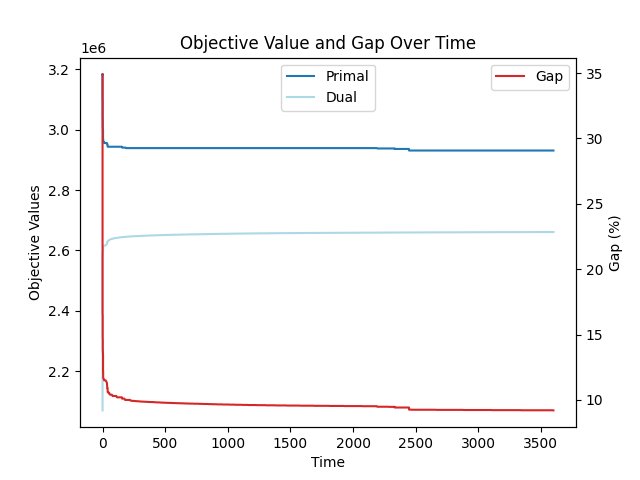 Objective Value and Gap Over Time
1e6
3.2
3.0
2.8
2.6
2.4
2.2
Objective Values
Primal
Dual
Gap
35
30
25
20
15
10
Gap (%)
0 500 1000 1500 2000 2500 3000 3500
Time